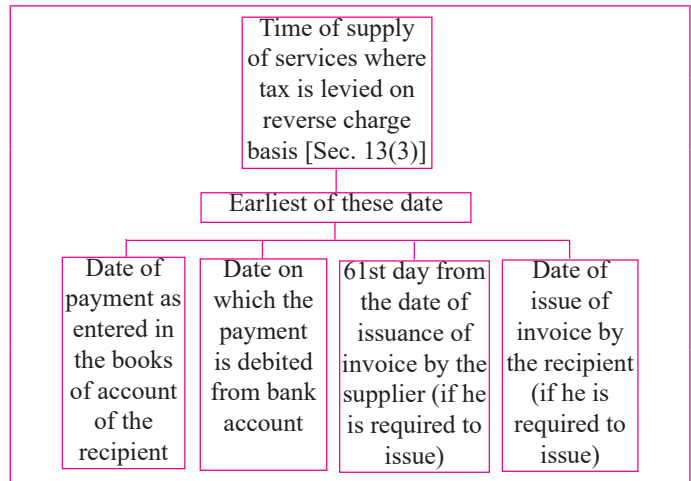 Time of supply
of services where
tax is levied on
reverse charge
basis [Sec. 13(3)]
Earliest of these date
Date of
payment as
entered in
the books
of account
of the
recipient
Date on
which the
payment
is debited
from bank
account
61st day from
the date of
issuance of
invoice by the
supplier (if he
is required to
issue)
Date of
issue of
invoice by
the recipient
(if he is
required to
issue)